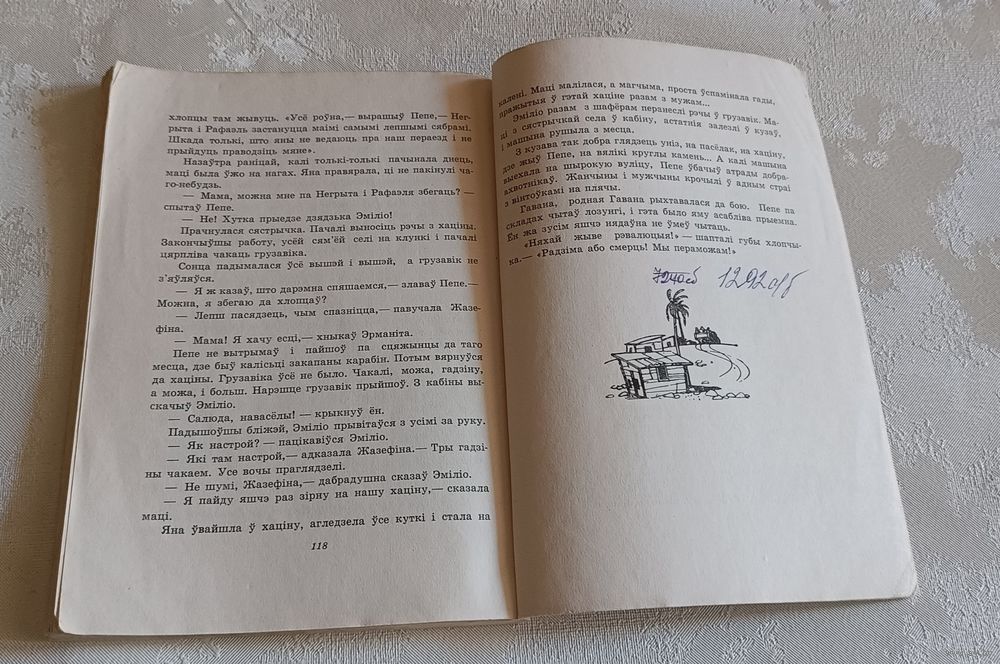 хлопцы там жывуць. «Усё роўна,— вырашыў Пепе,— Нег-
рыта і Рафаэль застануцца маімі самымі лепшымі сябрамі.
Шкада толькі, што яны не ведаюць пра наш пераезд і не
прыйдуць праводзіць мяне».
Назаўтра раніцай, калі толькі-толькі пачынала днець,
маці была ўжо на нагах. Яна правярала, ці не пакінулі ча-
го-небудзь.
— Мама, можна мне па Негрыта і Рафаэля збегаць? —
спытаў Пепе.
— Не! Хутка прыедзе дзядзька Эміліо!
Прачнулася сястрычка. Пачалі выносіць рэчы з хаціны.
Закончыўшы работу, усёй сям'ёй селі на клункі і пачалі
цярпліва чакаць грузавіка.
Сонца падымалася ўсё вышэй і вышэй, а грузавік не
з'яўляўся.
— Я ж казаў, што дарэмна спяшаемся,— злаваў Пепе.—
Можна, я збегаю да хлопцаў?
— Лепш пасядзець, чым спазніцца,— павучала Жазе-
фіна.
— Мама! Я хачу есці,— хныкаў Эрманіта.
Пепе не вытрымаў і пайшоў па сцяжынцы да таго
месца, дзе быў калісьці закапаны карабін. Потым вярнуўся
да хаціны. Грузавіка ўсё не было. Чакалі, можа, гадзіну,
а можа, і больш. Нарэшце грузавік прыйшоў. З кабіны вы-
скачыў Эміліо.
— Салюда, навасёлы! — крыкнуў ён.
Падышоўшы бліжэй, Эміліо прывітаўся з усімі за руку.
— Як настрой? — пацікавіўся Эміліо.
— Які там настрой,— адказала Жазефіна.— Тры гадзі-
ны чакаем. Усе вочы праглядзелі.
— Не шумі, Жазефіна,— дабрадушна сказаў Эміліо.
— Я пайду яшчэ раз зірну на нашу хаціну,— сказала
маці.
Яна ўвайшла ў хаціну, агледзела ўсе куткі і стала на
118
калені. Маці малілася, а магчыма, проста ўспамінала гады,
пражытыя ў гэтай хаціне разам з мужам...
Эміліо разам з шафёрам перанеслі рэчы ў грузавік. Ма-
ці з сястрычкай села ў кабіну, астатнія залезлі ў кузаў,
і машына рушыла з месца.
З кузава так добра глядзець уніз, на пасёлак, на хаціну,
дзе жыў Пепе, на вялікі круглы камень... А калі машына
выехала на шырокую вуліцу, Пепе ўбачыў атрады добра-
ахвотнікаў. Жанчыны і мужчыны крочылі ў адным страі
з вінтоўкамі на плячы.
Гавана, родная Гавана рыхтавалася да бою. Пепе па
складах чытаў лозунгі, і гэта было яму асабліва прыемна.
Ён жа зусім яшчэ нядаўна не ўмеў чытаць.
«Няхай жыве рэвалюцыя!» — шапталі губы хлопчы-
ка.— «Радзіма або смерць! Мы пераможам!»
1292